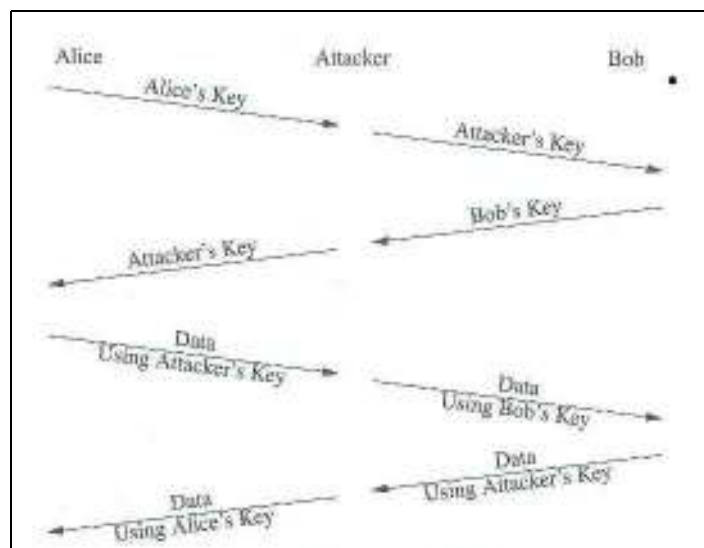 Alice
Attacker
Bob
Alice's Key
Attacker's Key
Bob's Key
Attacker's Key
Data
Using Attacker's Key
Data
Using Bob's Key
Data
Using Attacker's Key
Data
Using Alice's Key